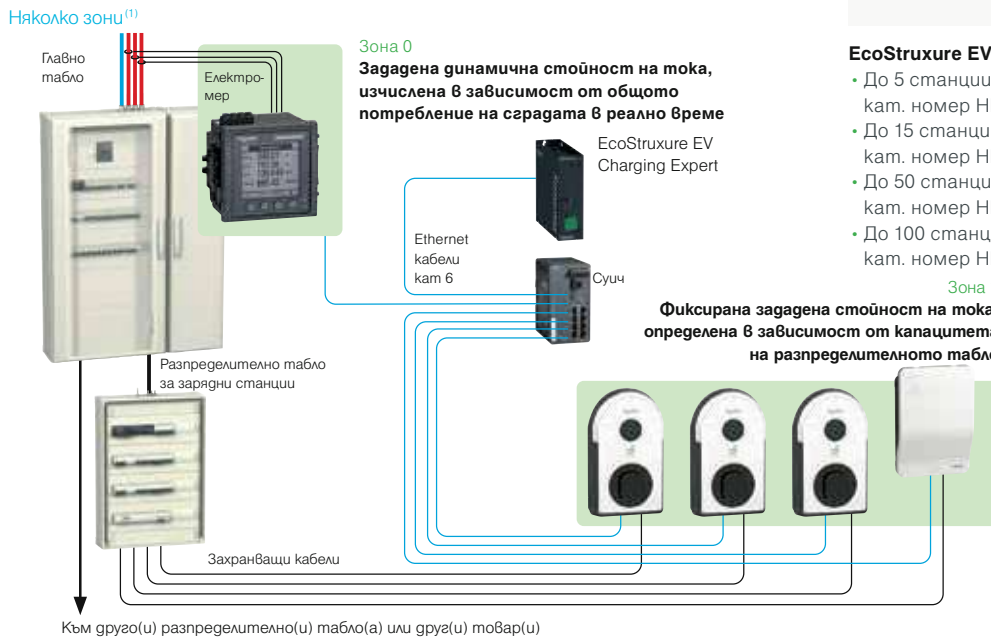 Няколко зони (1)
Главно
табло
Електро-
мер
Зона 0
Зададена динамична стойност на тока,
изчислена в зависимост от общото
потребление на сградата в реално време
EcoStruxure EV
Charging Expert
Ethernet
кабели
кат 6
Суич
EcoStruxure EV
• До 5 станции
кат. номер H
• До 15 станци
кат. номер H
• До 50 станци
кат. номер H
• До 100 станц
кат. номер H
Зона
Фиксирана зададена стойност на тока
определена в зависимост от капацитета
на разпределителното табло
Разпределително табло
за зарядни станции
Захранващи кабели
Към друго(и) разпределително(и) табло(а) или друг(и) товар(и)